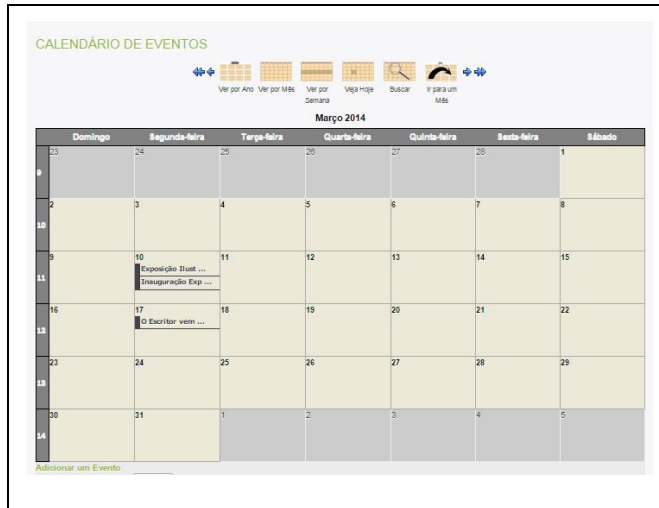 CALENDÁRIO DE EVENTOS
Ver por Ano Ver por Mês Ver por Semana Veja Hoje Buscar Ir para um Mês
Março 2014
Domingo Segunda-feira Terça-feira Quarta-feira Quinta-feira Sexta-feira Sábado
9 23 24 25 26 27 28 1
10 2 3 4 5 6 7 8
11 9 10 11 12 13 14 15
Exposição Ilust ...
Inauguração Exp ...
12 16 17 18 19 20 21 22
O Escritor vem ...
13 23 24 25 26 27 28 29
14 30 31 1 2 3 4 5
Adicionar um Evento